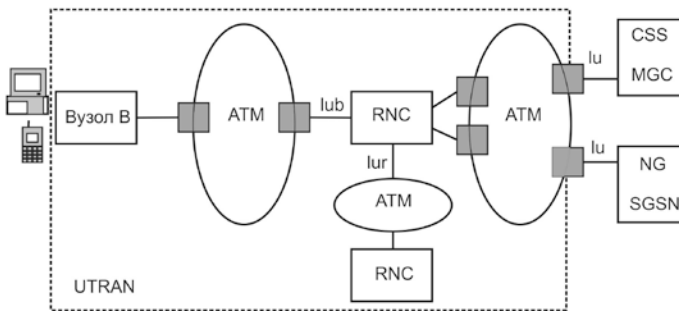 CSS
Iu
MGC
Вузол В
ATM
Iub
RNC
ATM
Iur
Iu
NG
ATM
SGSN
RNC
UTRAN